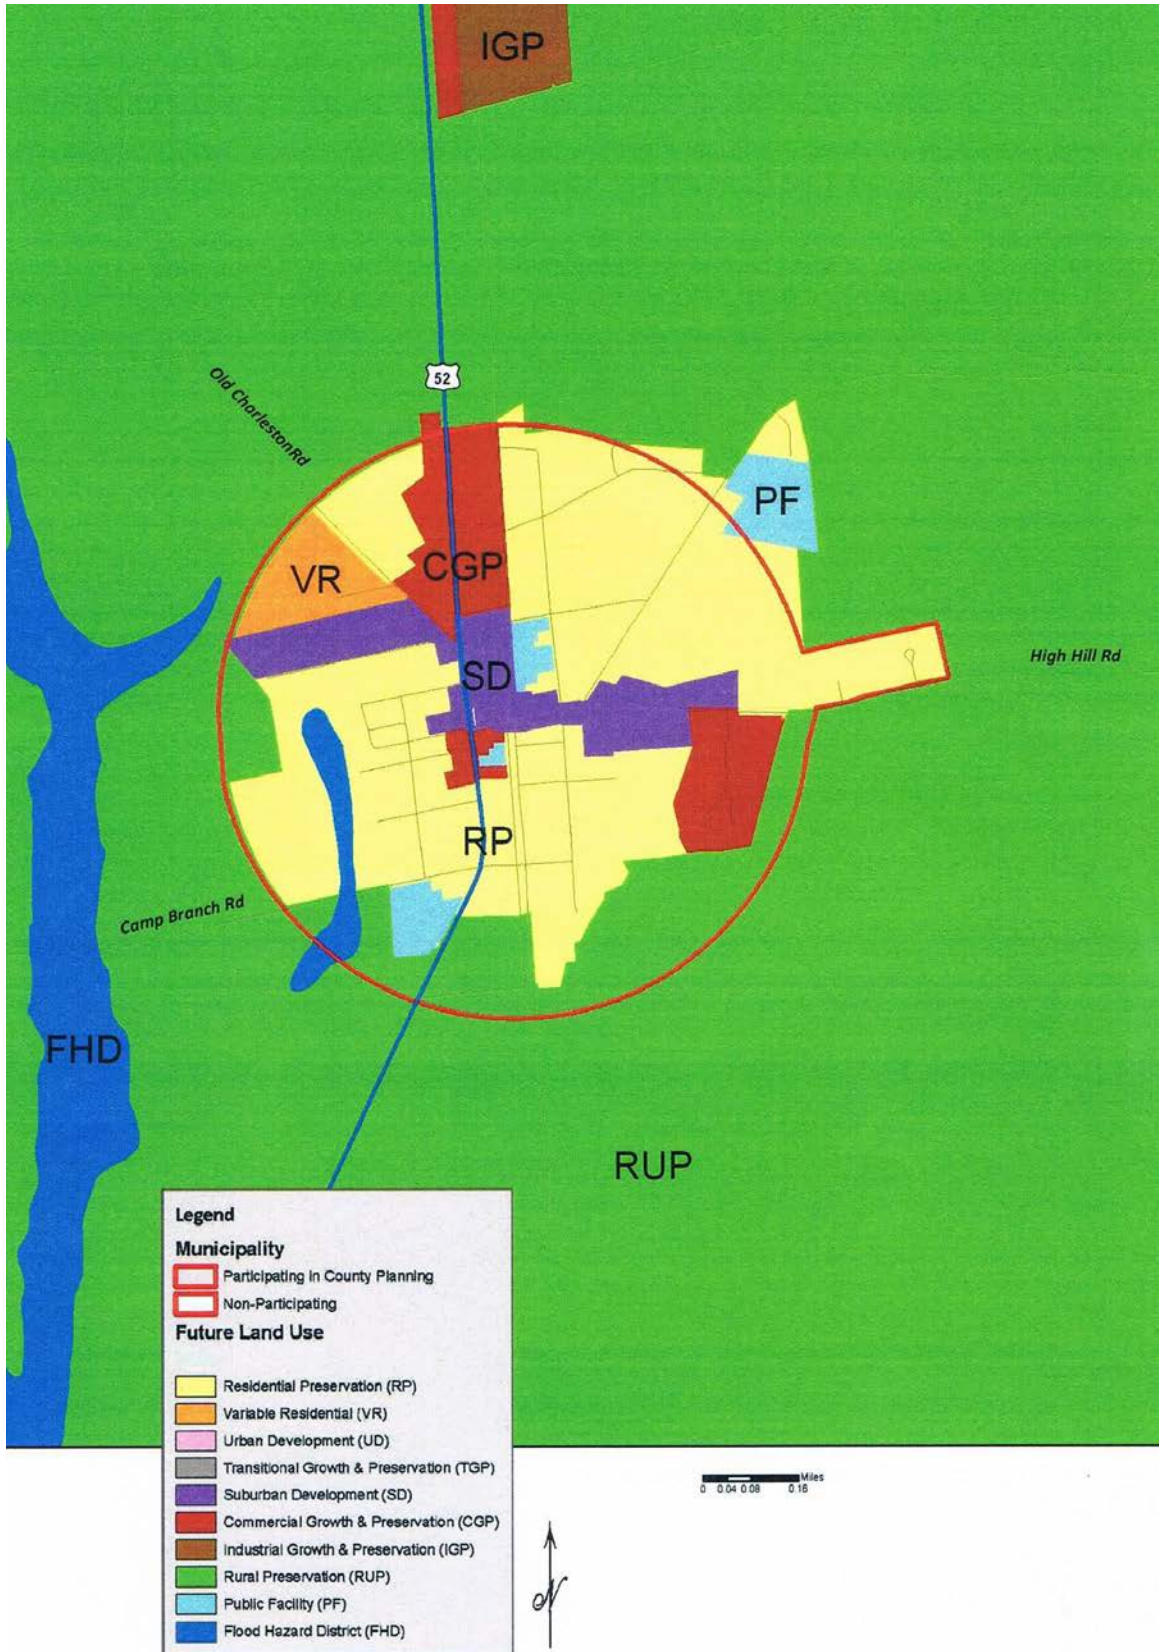 IGP
52
Old CharlestonRd
PF
CGP
VR
High Hill Rd
SD
RP
Camp Branch Rd
FHD
RUP
Legend
Municipality
Participating in County Planning
Non-Participating
Future Land Use
Residential Preservation (RP)
Variable Residential (VR)
Urban Development (UD)
Transitional Growth & Preservation (TGP)
Suburban Development (SD)
Commercial Growth & Preservation (CGP)
Industrial Growth & Preservation (IGP)
Rural Preservation (RUP)
Public Facility (PF)
Flood Hazard District (FHD)
Miles
0 0.04 0.08 0.16
N